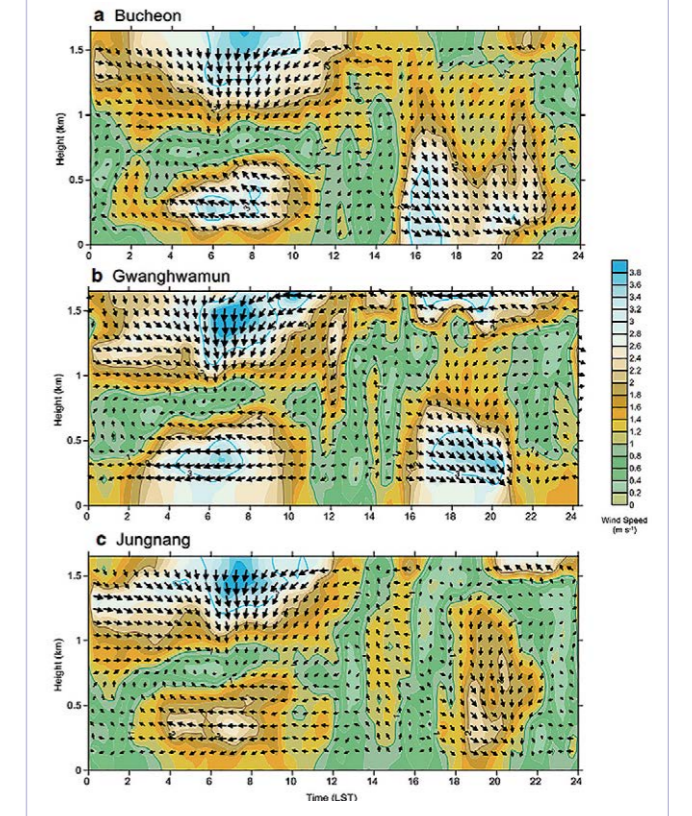 a Bucheon
1.5
1
0.5
0
Height (km)
0 2 4 6 8 10 12 14 16 18 20 22 24
b Gwanghwamun
1.5
1
0.5
0
Height (km)
0 2 4 6 8 10 12 14 16 18 20 22 24
3.8
3.6
3.4
3.2
3
2.8
2.6
2.4
2.2
2
1.8
1.6
1.4
1.2
1
0.8
0.6
0.4
0.2
0
Wind Speed
(m s-1)
c Jungnang
1.5
1
0.5
0
Height (km)
0 2 4 6 8 10 12 14 16 18 20 22 24
Time (LST)